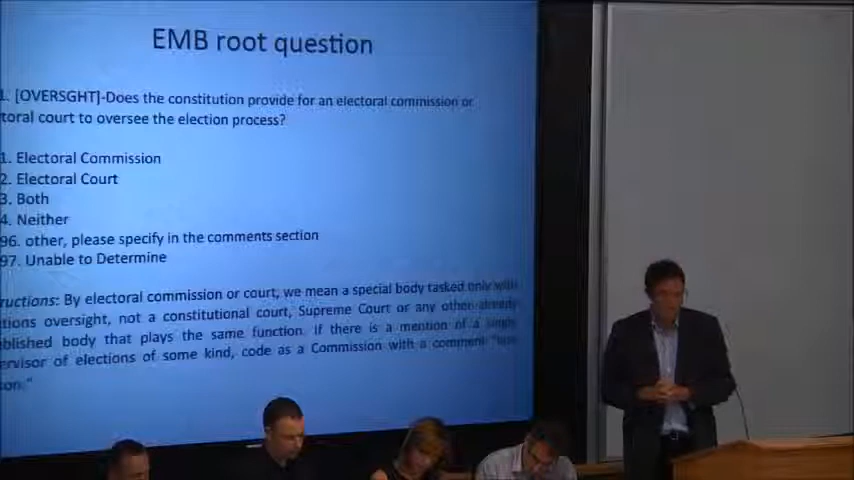 EMB root question
1. [OVERSGHT]-Does the constitution provide for an electoral commission or
toral court to oversee the election process?
1. Electoral Commission
2. Electoral Court
3. Both
4. Neither
96. other, please specify in the comments section
97. Unable to Determine
ructions: By electoral commission or court, we mean a special body tasked only with
tions oversight, not a constitutional court, Supreme Court or any other already
blished body that plays the same function. If there is a mention of a single
ervisor of elections of some kind, code as a Commission with a comment